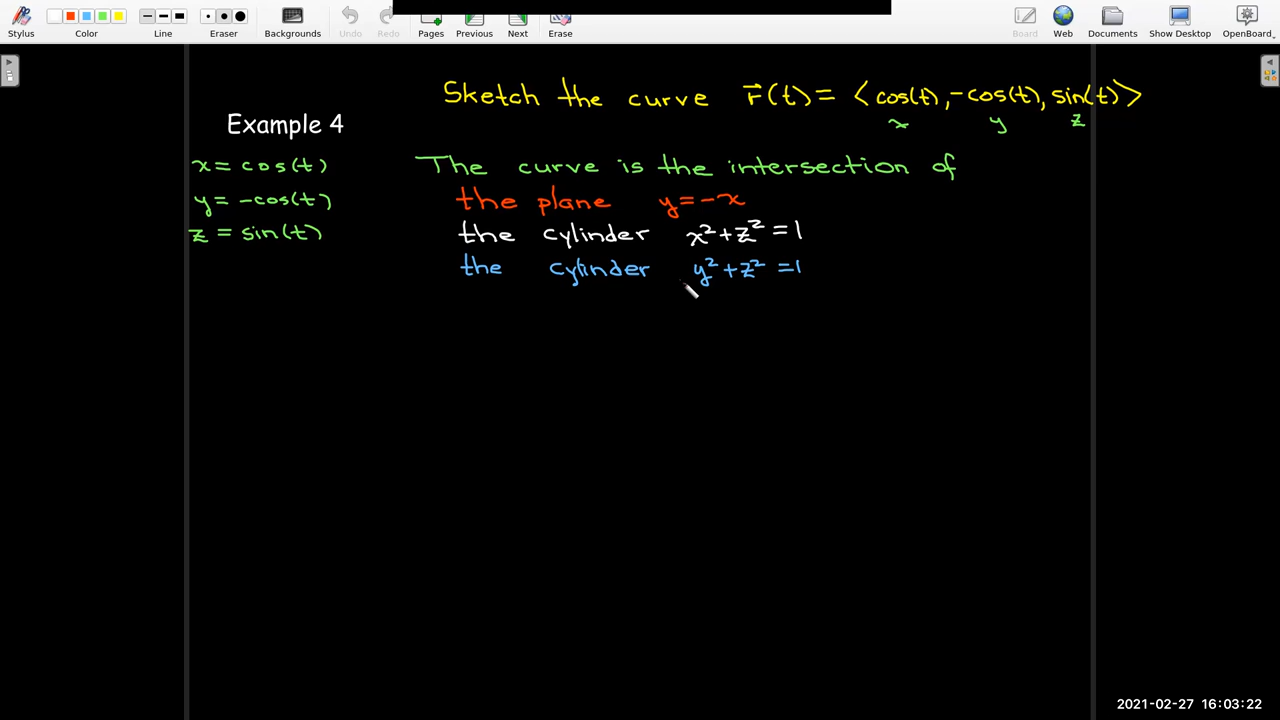 Stylus Color Line Eraser Backgrounds Undo Redo Pages Previous Next Erase Board Web Documents Show Desktop OpenBoard
Sketch the curve r⃗(t) = ⟨cos(t), -cos(t), sin(t)⟩
x y z
Example 4
x = cos(t)
y = -cos(t)
z = sin(t)
The curve is the intersection of
the plane y = -x
the cylinder x² + z² = 1
the cylinder y² + z² = 1
2021-02-27 16:03:22